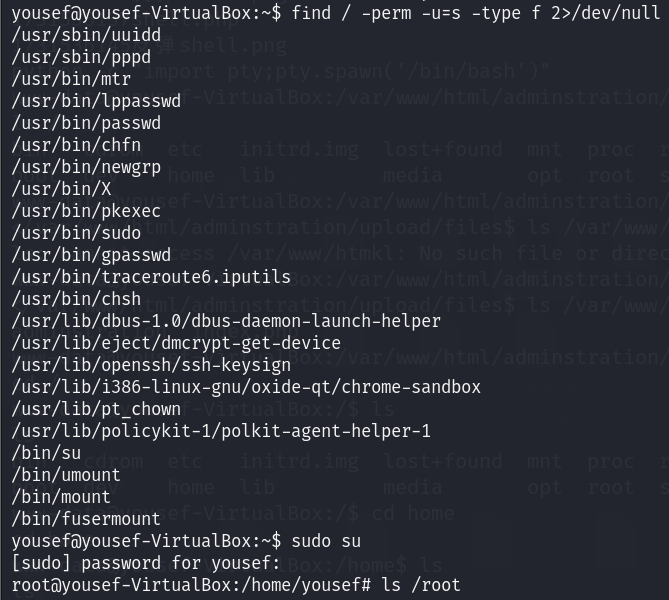 yousef@yousef-VirtualBox:~$ find / -perm -u=s -type f 2>/dev/null
/usr/sbin/uuidd
/usr/sbin/pppd
/usr/bin/mtr
/usr/bin/lppasswd
/usr/bin/passwd
/usr/bin/chfn
/usr/bin/newgrp
/usr/bin/X
/usr/bin/pkexec
/usr/bin/sudo
/usr/bin/gpasswd
/usr/bin/traceroute6.iputils
/usr/bin/chsh
/usr/lib/dbus-1.0/dbus-daemon-launch-helper
/usr/lib/eject/dmcrypt-get-device
/usr/lib/openssh/ssh-keysign
/usr/lib/i386-linux-gnu/oxide-qt/chrome-sandbox
/usr/lib/pt_chown
/usr/lib/policykit-1/polkit-agent-helper-1
/bin/su
/bin/umount
/bin/mount
/bin/fusermount
yousef@yousef-VirtualBox:~$ sudo su
[sudo] password for yousef:
root@yousef-VirtualBox:/home/yousef# ls /root